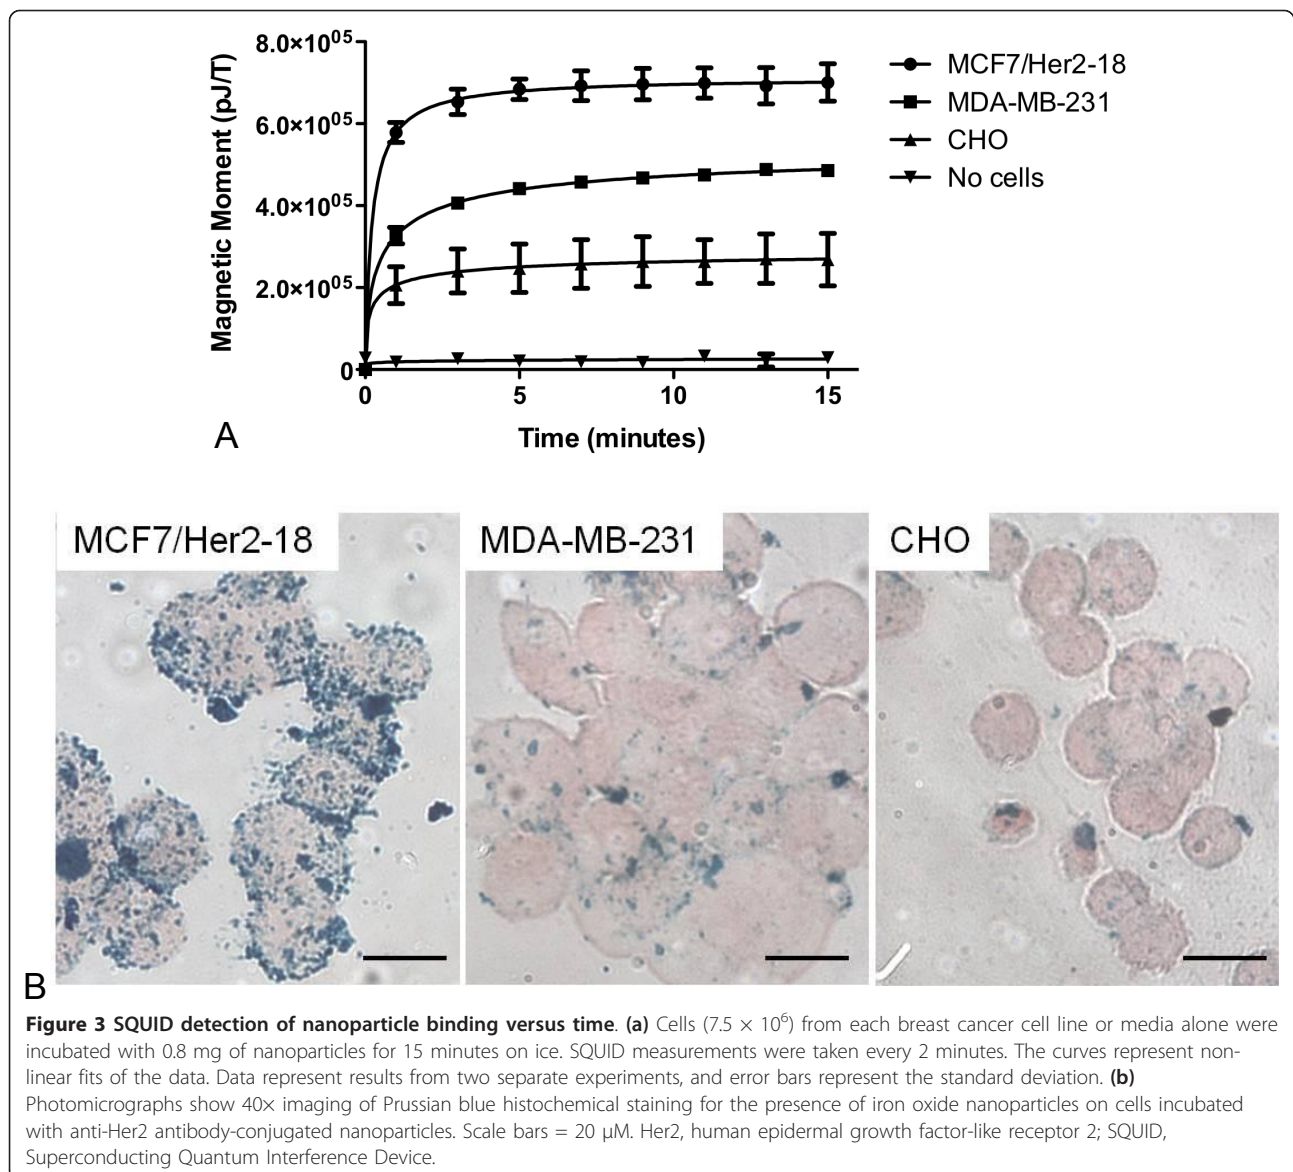 8.0×10⁰⁵
6.0×10⁰⁵
4.0×10⁰⁵
2.0×10⁰⁵
0
Magnetic Moment (pJ/T)
0 5 10 15
Time (minutes)
MCF7/Her2-18
MDA-MB-231
CHO
No cells
A
MCF7/Her2-18 MDA-MB-231 CHO
B
Figure 3 SQUID detection of nanoparticle binding versus time. (a) Cells (7.5 × 10⁶) from each breast cancer cell line or media alone were
incubated with 0.8 mg of nanoparticles for 15 minutes on ice. SQUID measurements were taken every 2 minutes. The curves represent non-
linear fits of the data. Data represent results from two separate experiments, and error bars represent the standard deviation. (b)
Photomicrographs show 40× imaging of Prussian blue histochemical staining for the presence of iron oxide nanoparticles on cells incubated
with anti-Her2 antibody-conjugated nanoparticles. Scale bars = 20 μM. Her2, human epidermal growth factor-like receptor 2; SQUID,
Superconducting Quantum Interference Device.